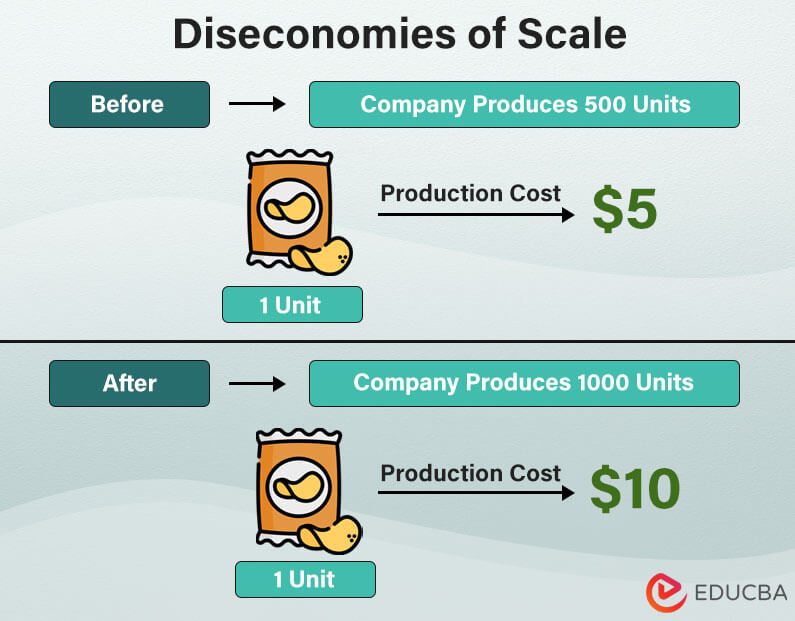 Diseconomies of Scale
Before
Company Produces 500 Units
Production Cost
$5
1 Unit
After
Company Produces 1000 Units
Production Cost
$10
1 Unit
EDUCBA